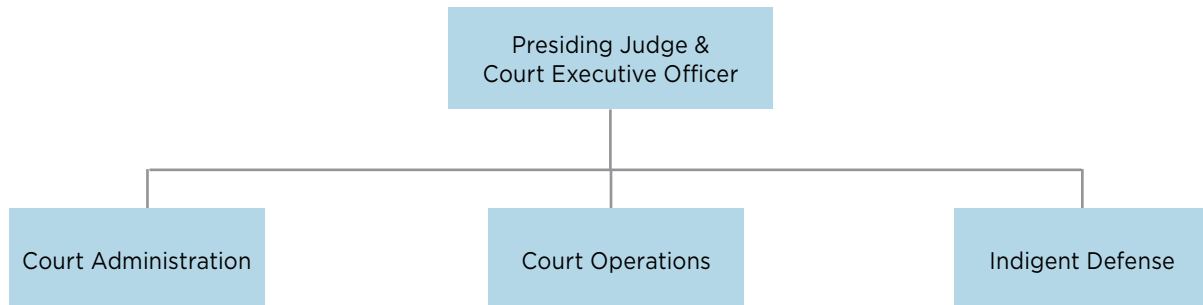 Presiding Judge &
Court Executive Officer
Court Administration
Court Operations
Indigent Defense